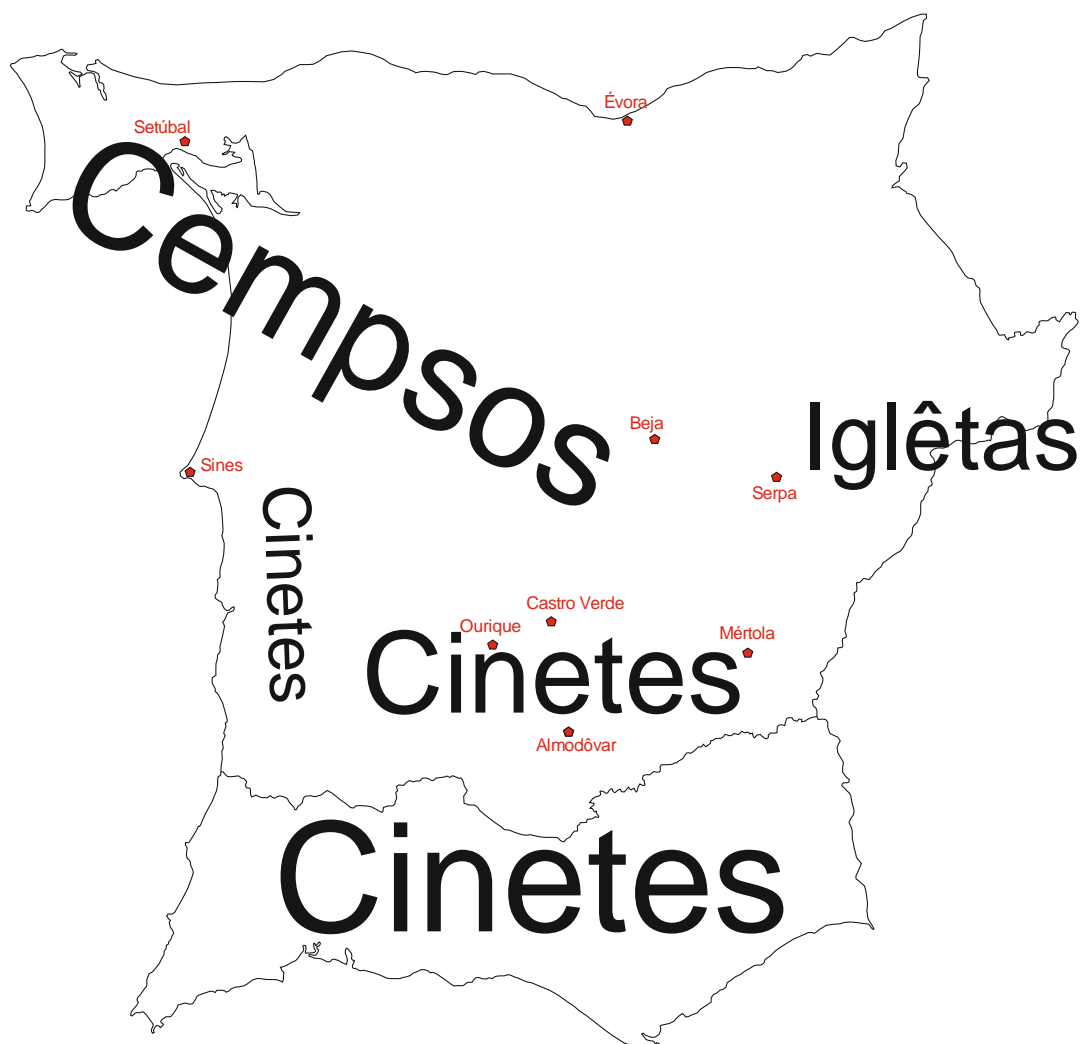 Évora
Setúbal
Cempsos
Iglêtas
Beja
Sines
Serpa
Cinetes
Castro Verde
Ourique
Mértola
Cinetes
Almodôvar
Cinetes